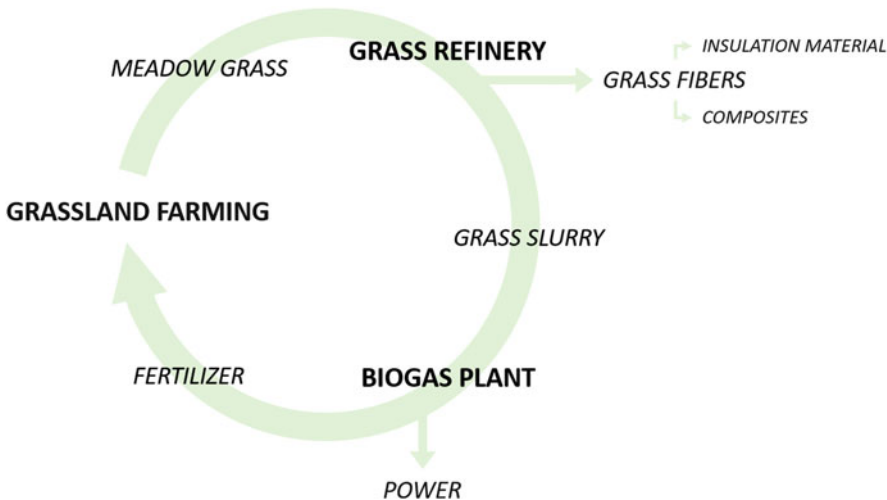 GRASS REFINERY
INSULATION MATERIAL
MEADOW GRASS
GRASS FIBERS
COMPOSITES
GRASSLAND FARMING
GRASS SLURRY
FERTILIZER
BIOGAS PLANT
POWER